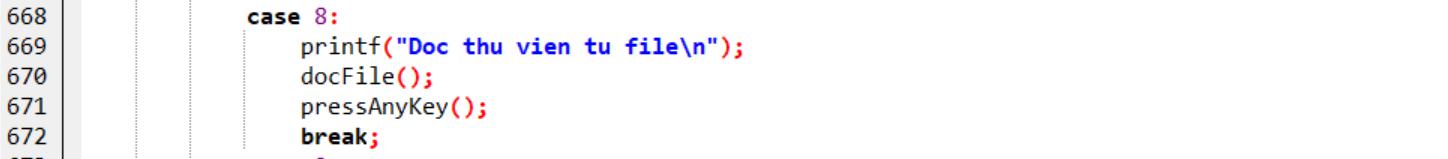 668 case 8:
669 printf("Doc thu vien tu file\n");
670 docFile();
671 pressAnyKey();
672 break;